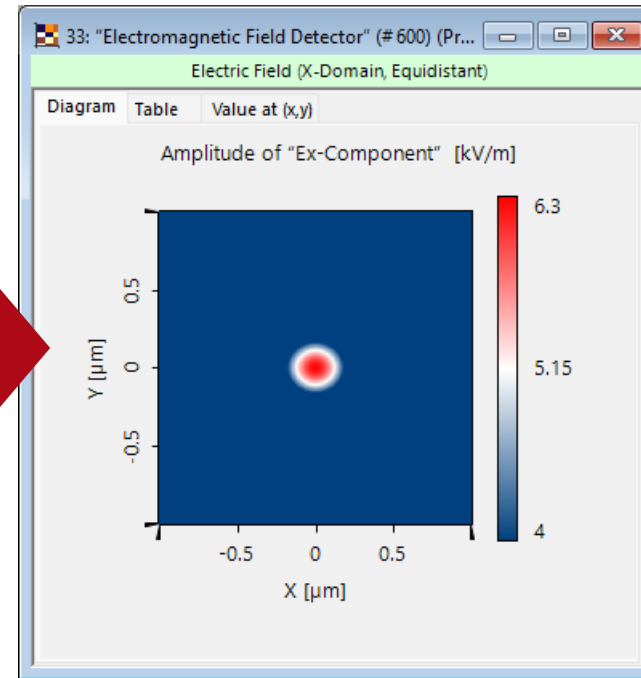 33: "Electromagnetic Field Detector" (# 600) (Pr...
Electric Field (X-Domain, Equidistant)
Diagram Table Value at (x,y)
Amplitude of "Ex-Component" [kV/m]
6.3
0.5
Y [µm]
0
5.15
-0.5
4
-0.5 0 0.5
X [µm]